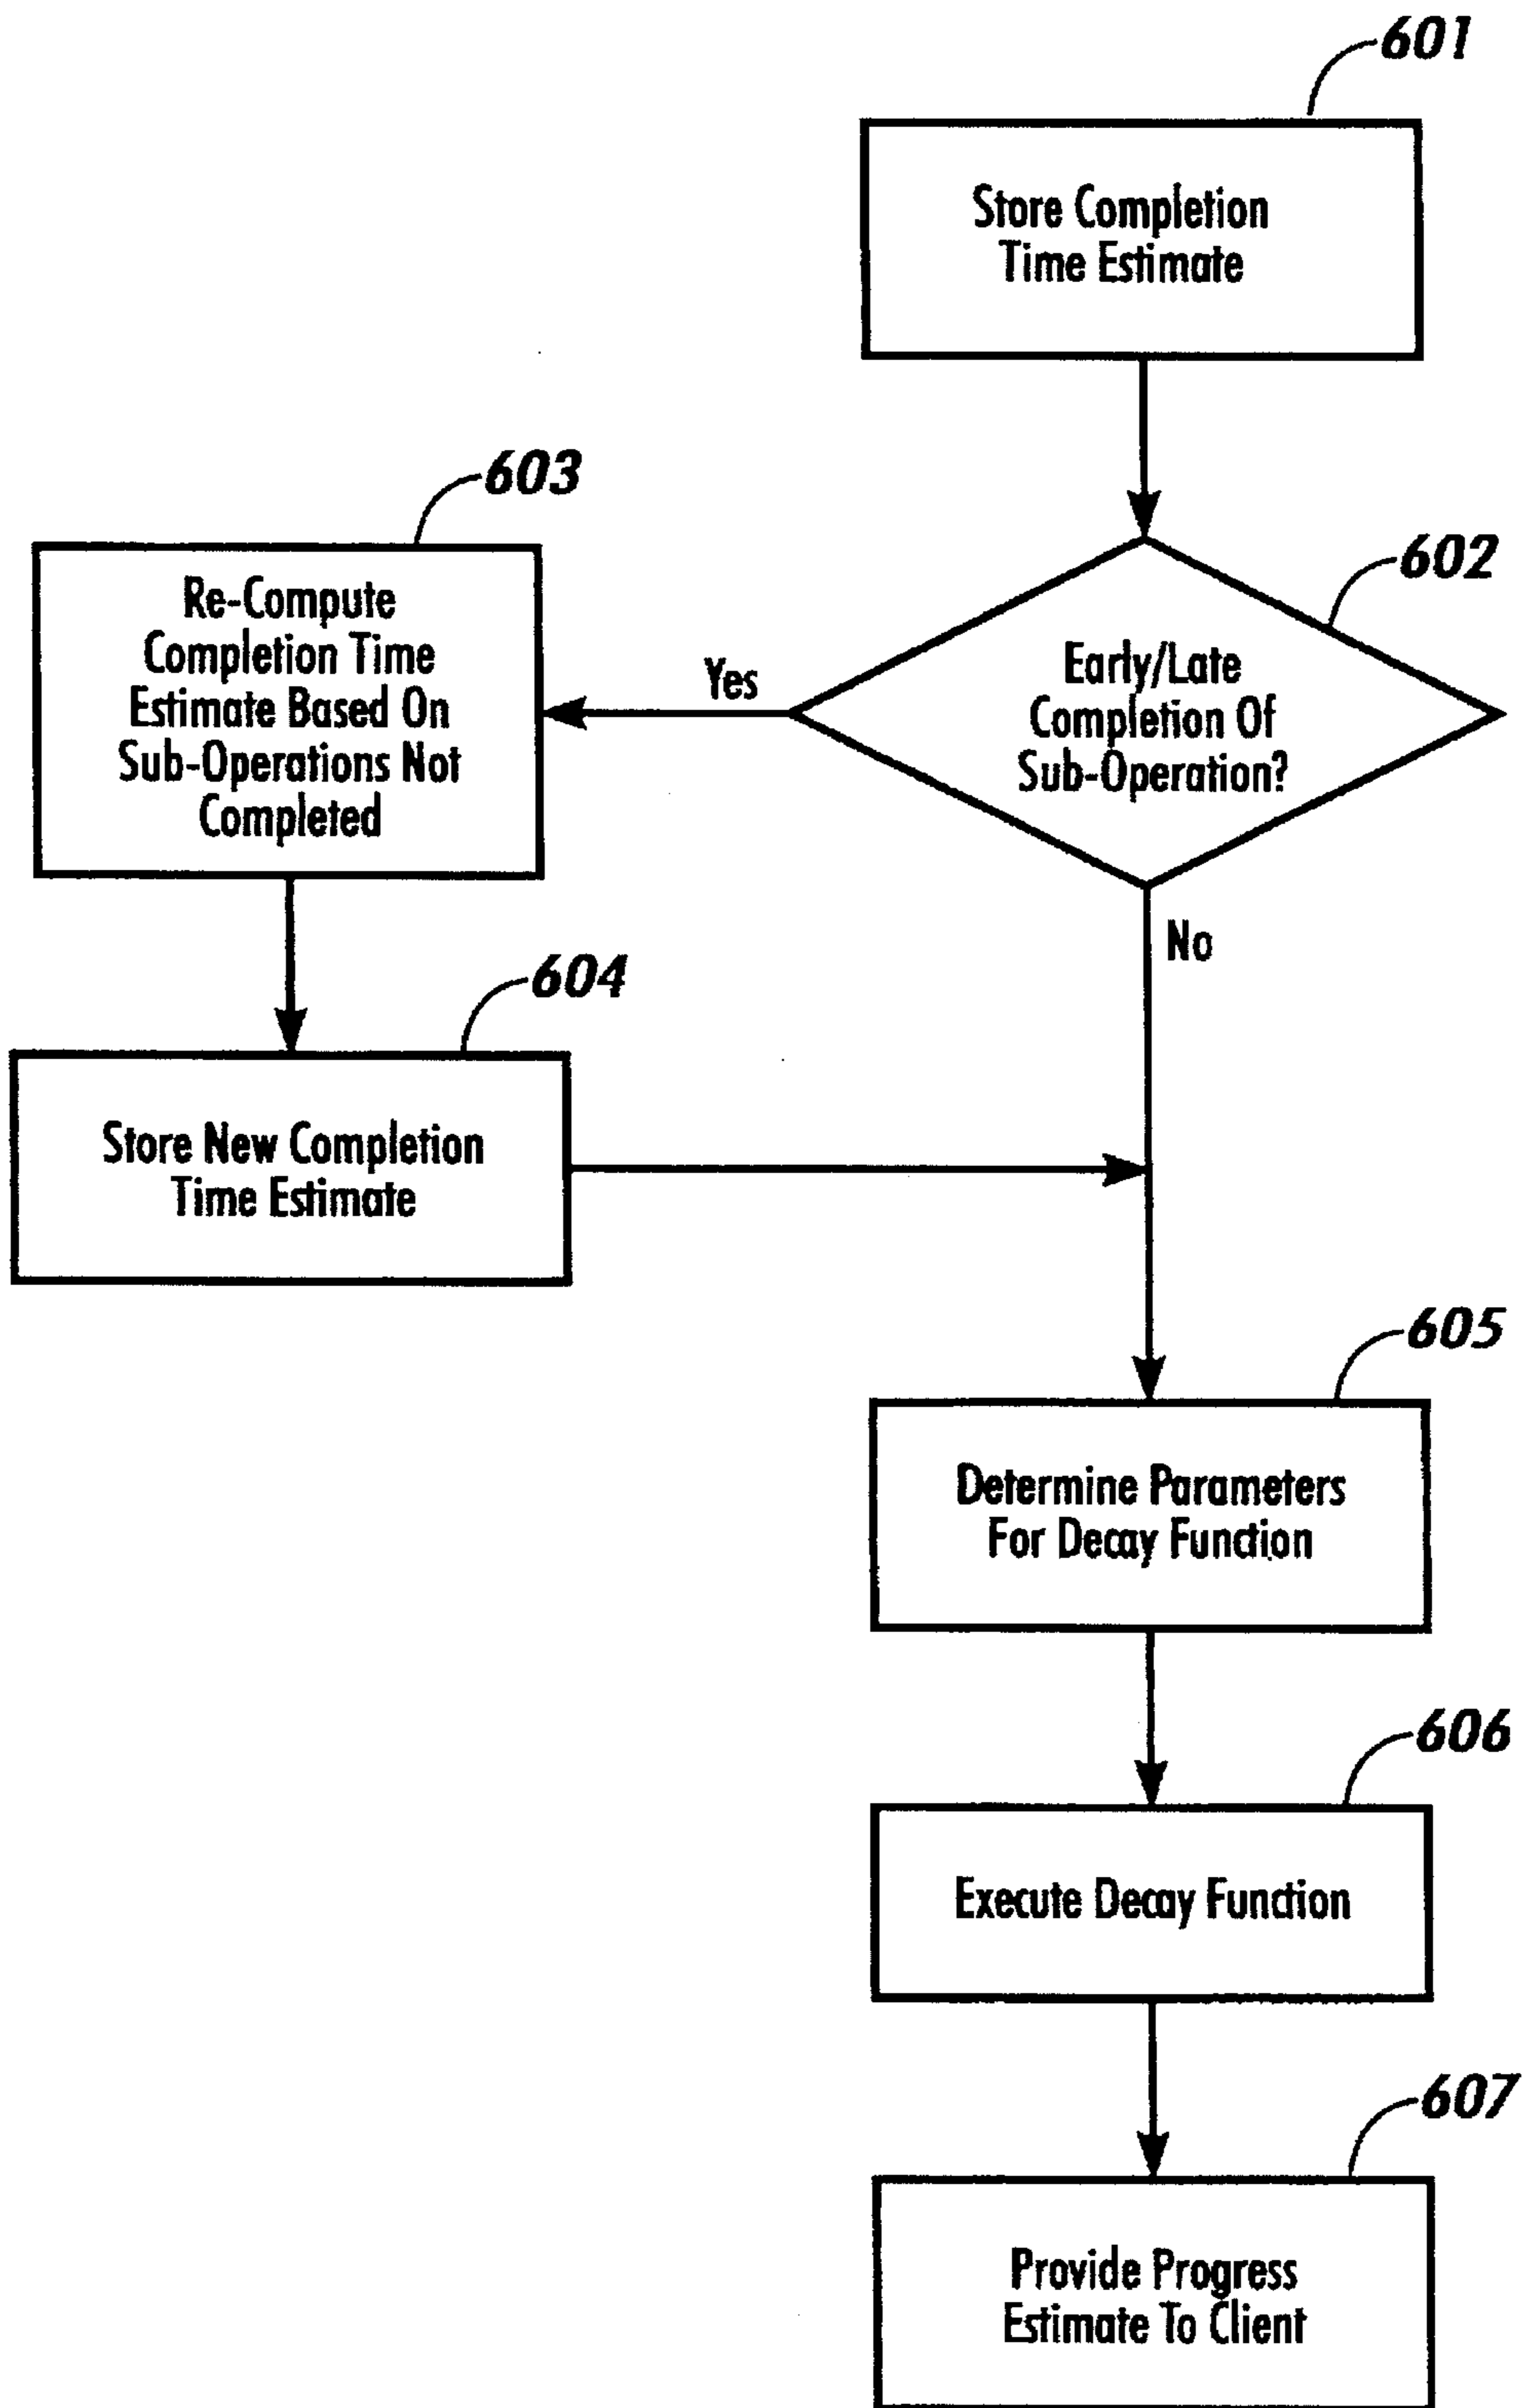 601
Store Completion
Time Estimate
602
Early/Late
Completion Of
Sub-Operation?
Yes
No
603
Re-Compute
Completion Time
Estimate Based On
Sub-Operations Not
Completed
604
Store New Completion
Time Estimate
605
Determine Parameters
For Decay Function
606
Execute Decay Function
607
Provide Progress
Estimate To Client